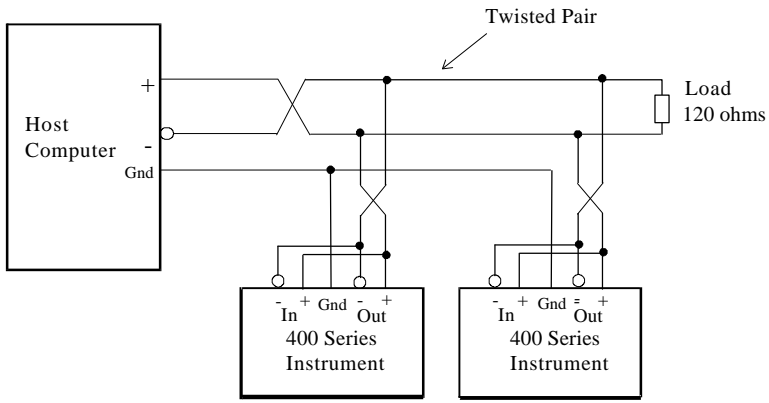 Twisted Pair
+
Load
120 ohms
Host
Computer
-
Gnd
- + Gnd - +
In Out
400 Series
Instrument
- + Gnd = +
In Out
400 Series
Instrument